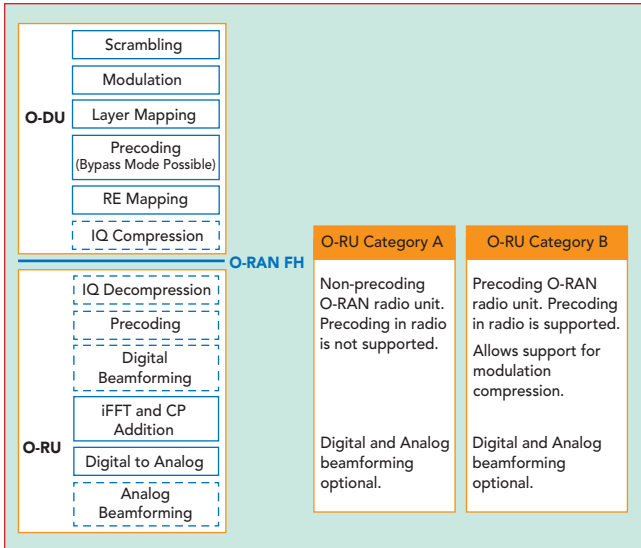 O-DU
Scrambling
Modulation
Layer Mapping
Precoding
(Bypass Mode Possible)
RE Mapping
IQ Compression
O-RAN FH
O-RU
IQ Decompression
Precoding
Digital
Beamforming
iFFT and CP
Addition
Digital to Analog
Analog
Beamforming
O-RU Category A
Non-precoding
O-RAN radio unit.
Precoding in radio
is not supported.
Digital and Analog
beamforming
optional.
O-RU Category B
Precoding O-RAN
radio unit. Precoding
in radio is supported.
Allows support for
modulation
compression.
Digital and Analog
beamforming
optional.